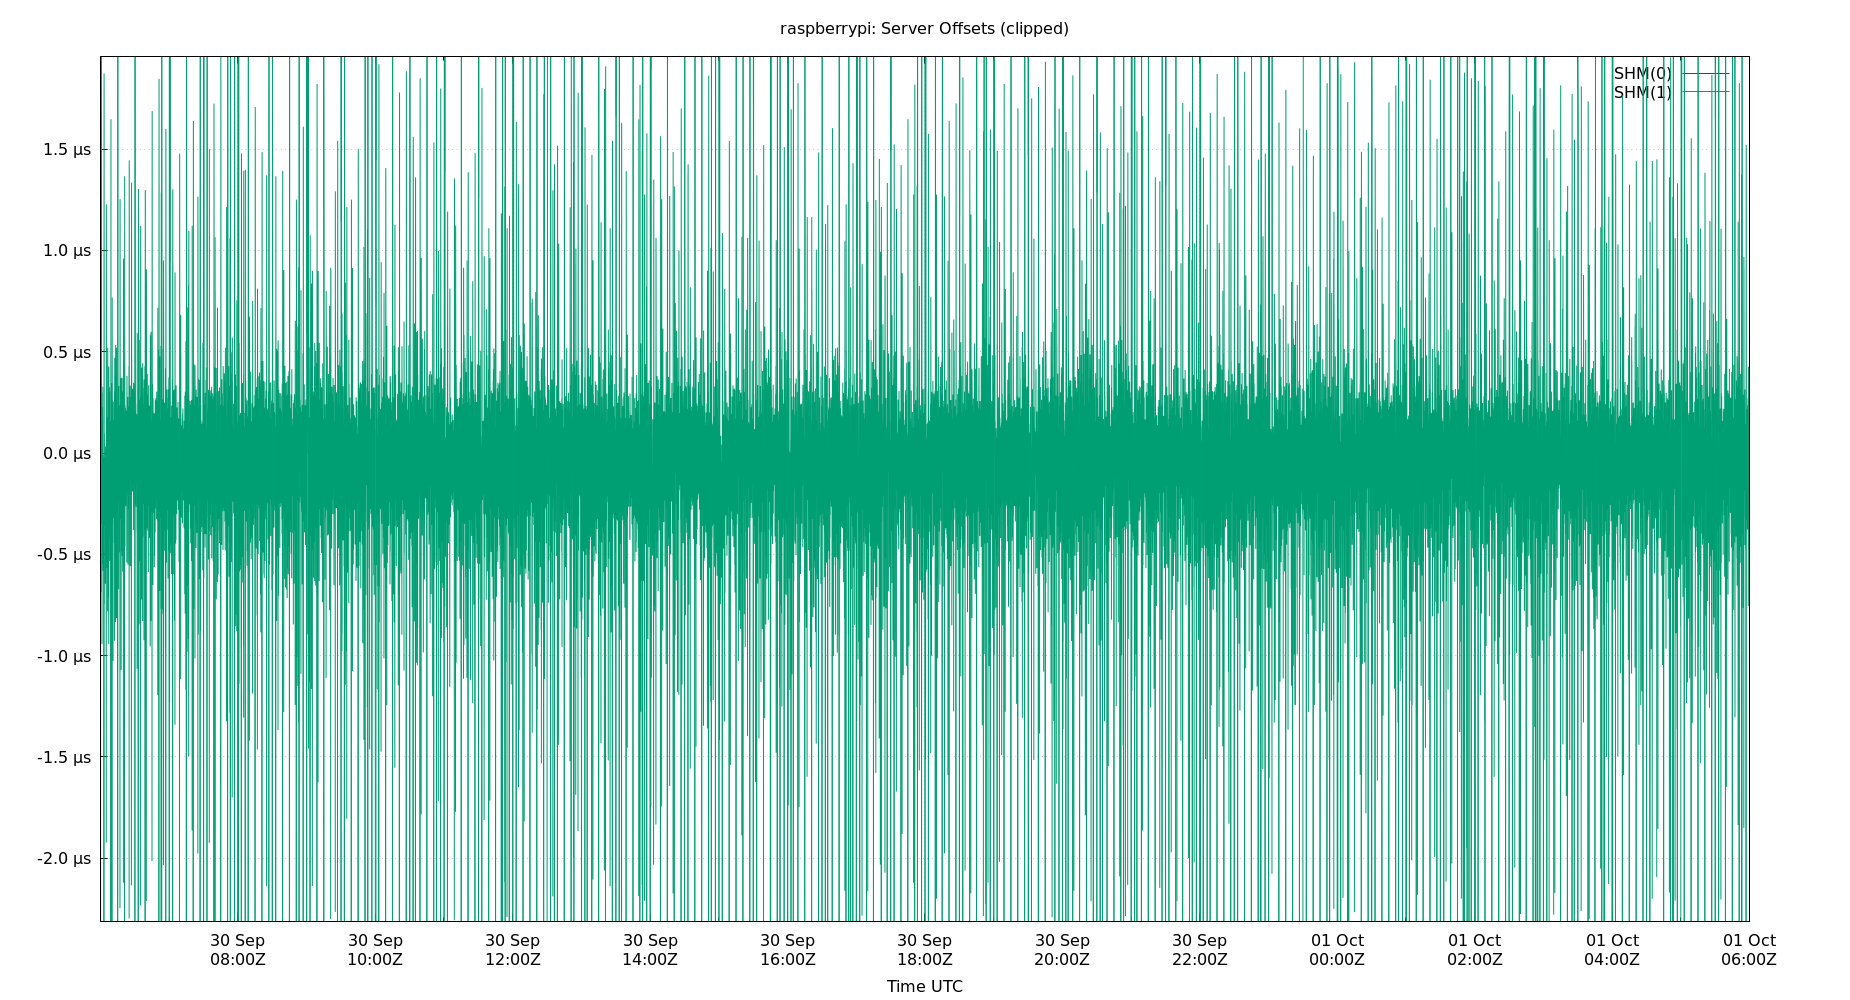 raspberrypi: Server Offsets (clipped)
SHM(0)
SHM(1)
1.5 µs
1.0 µs
0.5 µs
0.0 µs
-0.5 µs
-1.0 µs
-1.5 µs
-2.0 µs
30 Sep 30 Sep 30 Sep 30 Sep 30 Sep 30 Sep 30 Sep 30 Sep 01 Oct 01 Oct 01 Oct 01 Oct
08:00Z 10:00Z 12:00Z 14:00Z 16:00Z 18:00Z 20:00Z 22:00Z 00:00Z 02:00Z 04:00Z 06:00Z
Time UTC